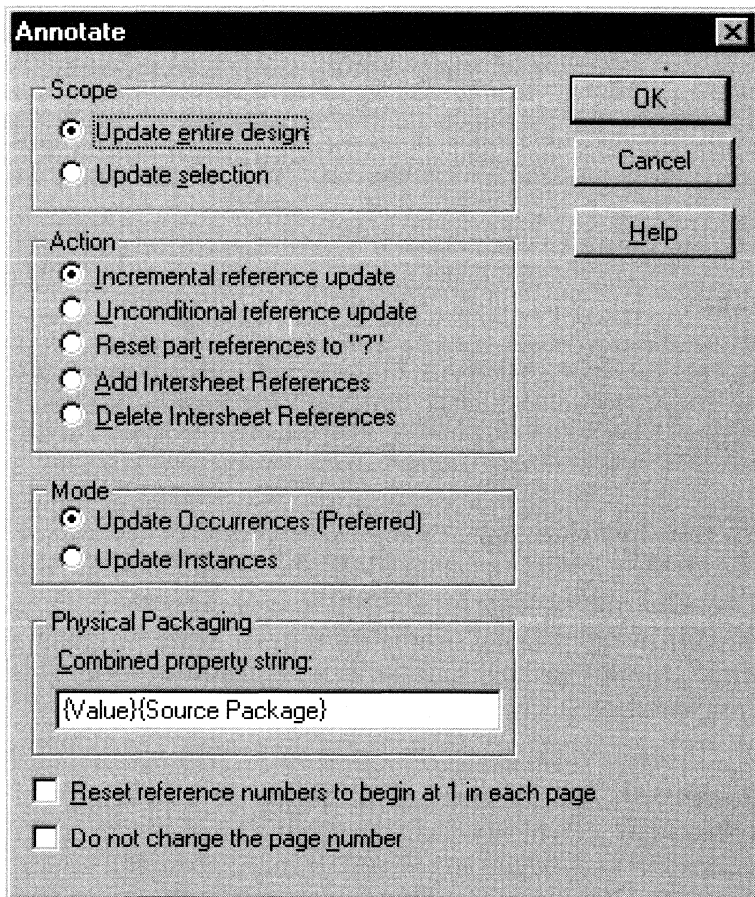 Annotate
Scope
Update entire design
Update selection
OK
Cancel
Help
Action
Incremental reference update
Unconditional reference update
Reset part references to "?"
Add Intersheet References
Delete Intersheet References
Mode
Update Occurrences (Preferred)
Update Instances
Physical Packaging
Combined property string:
{Value}{Source Package}
Reset reference numbers to begin at 1 in each page
Do not change the page number